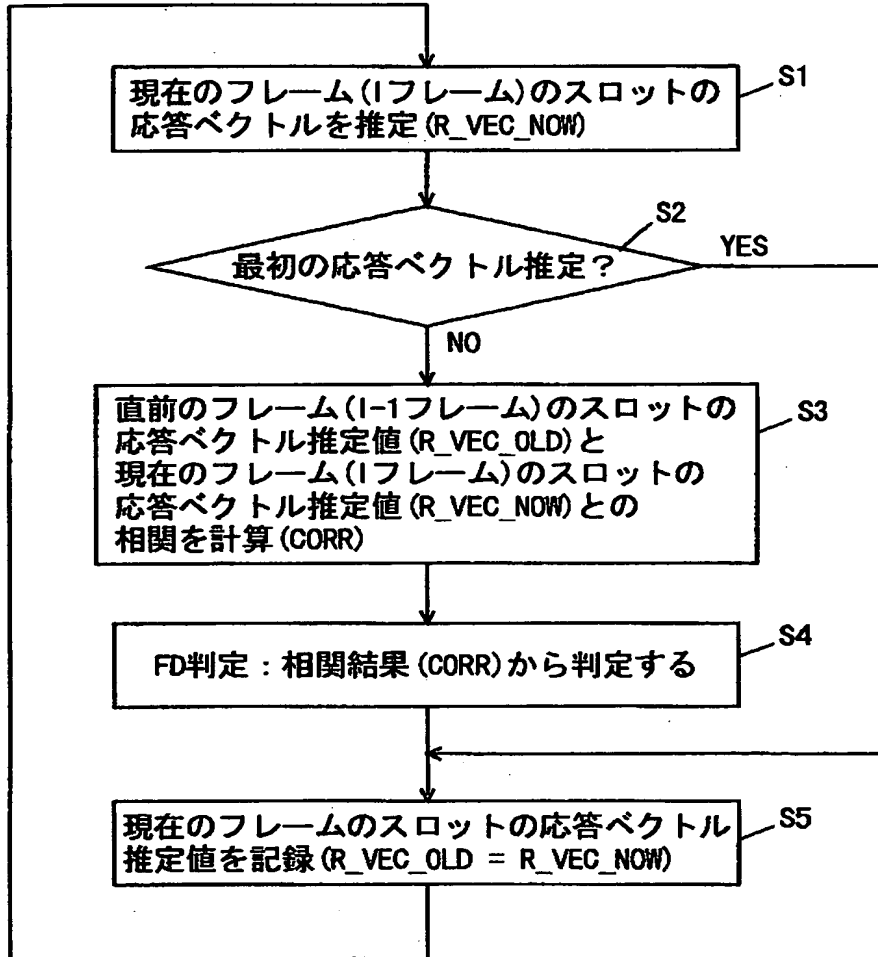 S1
現在のフレーム(Iフレーム)のスロットの
応答ベクトルを推定(R_VEC_NOW)
S2
最初の応答ベクトル推定?
YES
NO
S3
直前のフレーム(I-1フレーム)のスロットの
応答ベクトル推定値(R_VEC_OLD)と
現在のフレーム(Iフレーム)のスロットの
応答ベクトル推定値(R_VEC_NOW)との
相関を計算(CORR)
S4
FD判定:相関結果(CORR)から判定する
S5
現在のフレームのスロットの応答ベクトル
推定値を記録(R_VEC_OLD = R_VEC_NOW)